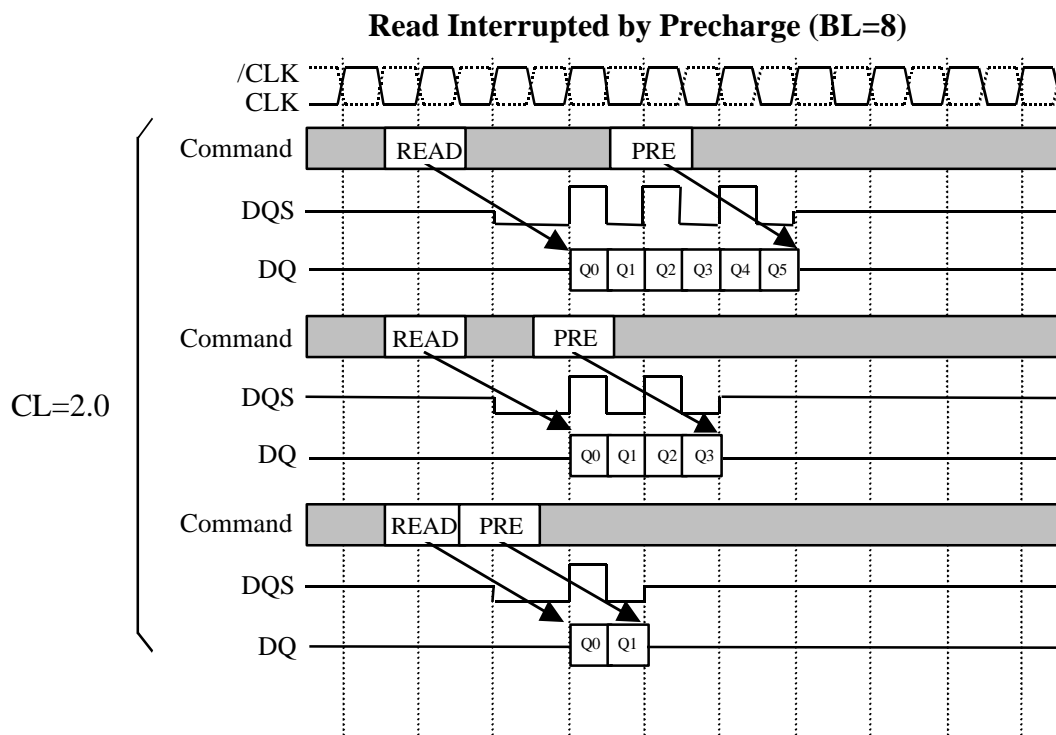 Read Interrupted by Precharge (BL=8)
/CLK
CLK
Command READ PRE
DQS
DQ Q0 Q1 Q2 Q3 Q4 Q5
Command READ PRE
CL=2.0
DQS
DQ Q0 Q1 Q2 Q3
Command READ PRE
DQS
DQ Q0 Q1